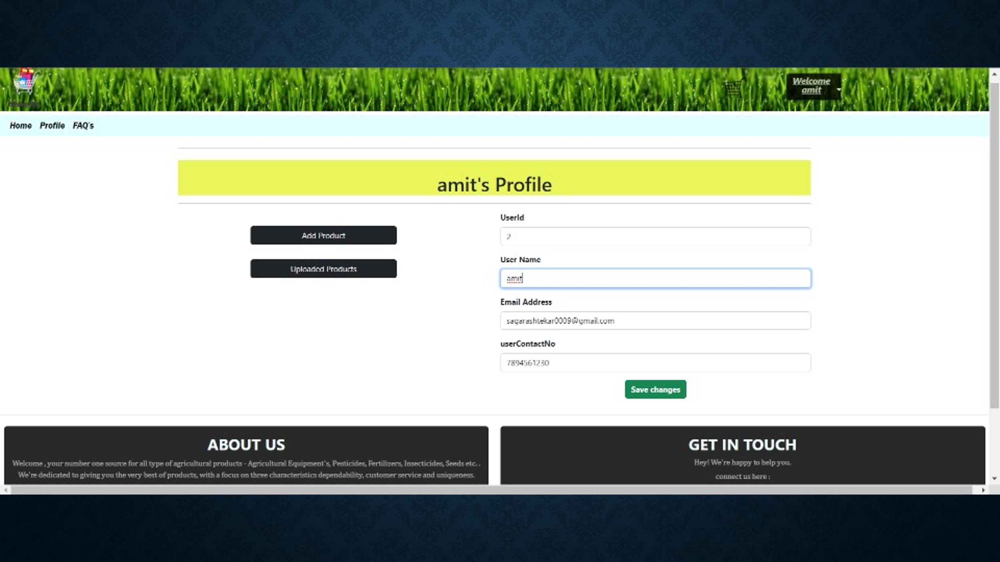 Welcome
amit
Home Profile FAQ's
amit's Profile
UserId
Add Product
2
User Name
Uploaded Products
amit
Email Address
sagarashtekar0009@gmail.com
userContactNo
7894561230
Save changes
ABOUT US
Welcome , your number one source for all type of agricultural products - Agricultural Equipment's, Pesticides, Fertilizers, Insecticides, Seeds etc. .
We're dedicated to giving you the very best of products, with a focus on three characteristics dependability, customer service and uniqueness.
GET IN TOUCH
Hey! We're happy to help you.
connect us here :